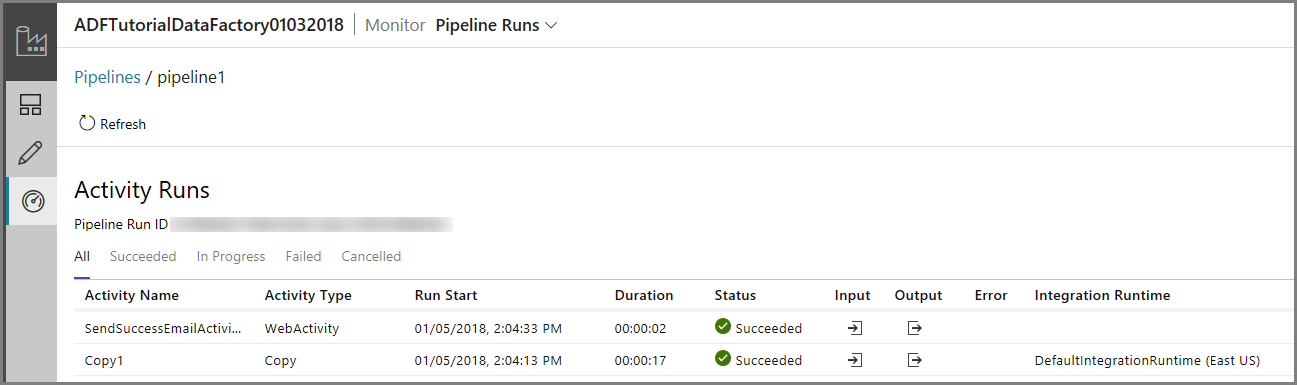 ADFTutorialDataFactory01032018 Monitor Pipeline Runs
Pipelines / pipeline1
Refresh
Activity Runs
Pipeline Run ID
All Succeeded In Progress Failed Cancelled
Activity Name Activity Type Run Start Duration Status Input Output Error Integration Runtime
SendSuccessEmailActivi... WebActivity 01/05/2018, 2:04:33 PM 00:00:02 Succeeded
Copy1 Copy 01/05/2018, 2:04:13 PM 00:00:17 Succeeded DefaultIntegrationRuntime (East US)